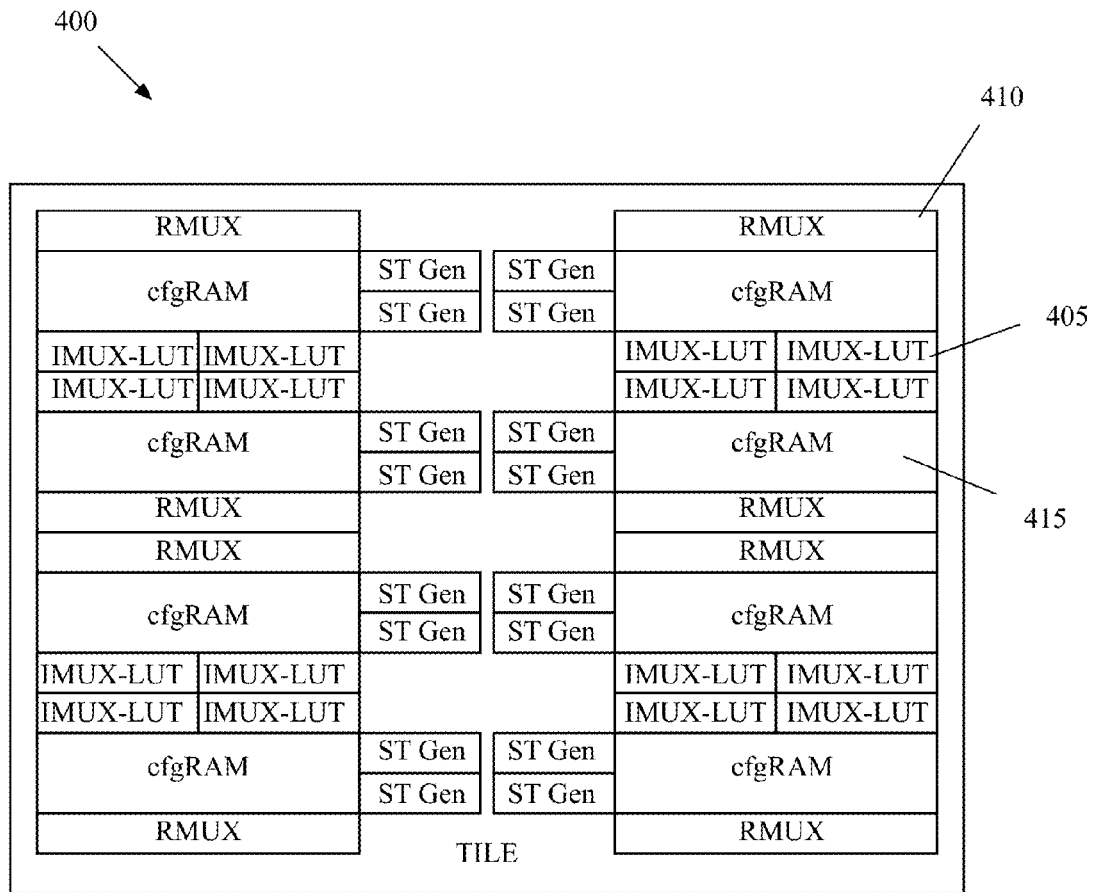 400
410
RMUX RMUX
cfgRAM ST Gen ST Gen cfgRAM
ST Gen ST Gen
405
IMUX-LUT IMUX-LUT IMUX-LUT IMUX-LUT
IMUX-LUT IMUX-LUT IMUX-LUT IMUX-LUT
cfgRAM ST Gen ST Gen cfgRAM
ST Gen ST Gen
415
RMUX RMUX
RMUX RMUX
cfgRAM ST Gen ST Gen cfgRAM
ST Gen ST Gen
IMUX-LUT IMUX-LUT IMUX-LUT IMUX-LUT
IMUX-LUT IMUX-LUT IMUX-LUT IMUX-LUT
cfgRAM ST Gen ST Gen cfgRAM
ST Gen ST Gen
RMUX RMUX
TILE